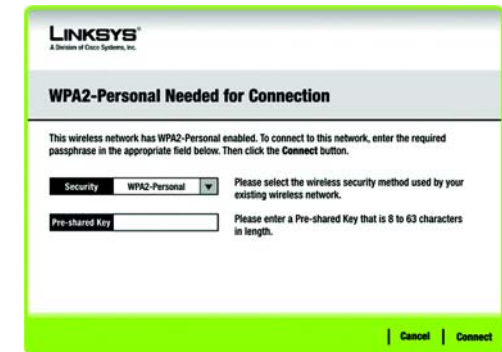 LINKSYS®
A Division of Cisco Systems, Inc.
WPA2-Personal Needed for Connection
This wireless network has WPA2-Personal enabled. To connect to this network, enter the required
passphrase in the appropriate field below. Then click the Connect button.
Security WPA2-Personal
Please select the wireless security method used by your
existing wireless network.
Pre-shared Key
Please enter a Pre-shared Key that is 8 to 63 characters
in length.
Cancel Connect